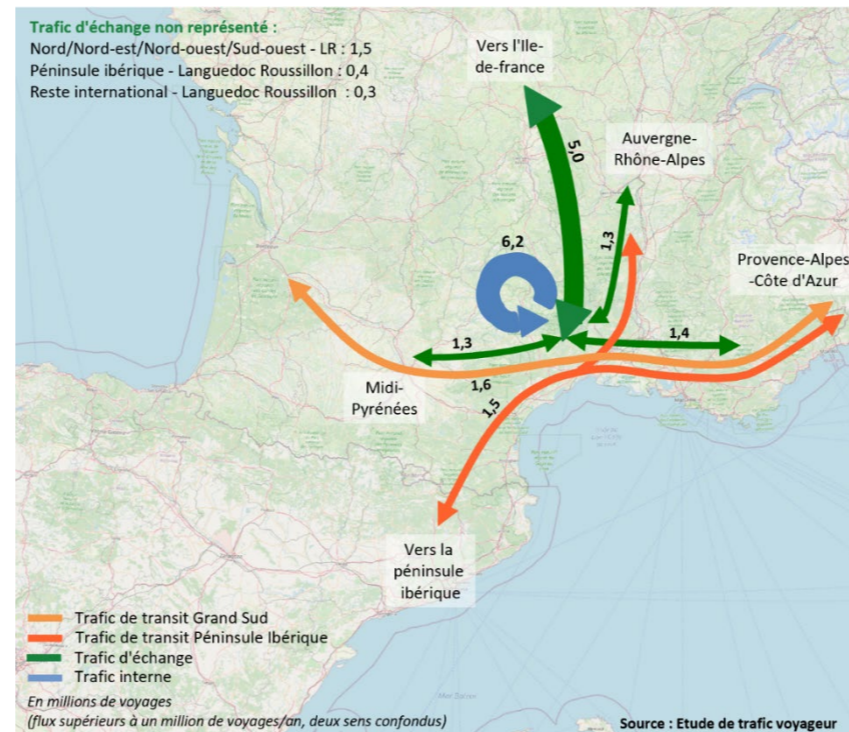 Trafic d'échange non représenté :
Nord/Nord-est/Nord-ouest/Sud-ouest - LR : 1,5
Péninsule ibérique - Languedoc Roussillon : 0,4
Reste international - Languedoc Roussillon : 0,3
Vers l'Ile-
de-france
5,0
Auvergne-
Rhône-Alpes
1,3
6,2
Provence-Alpes
-Côte d'Azur
1,3
1,4
Midi-
Pyrénées
1,6
1,5
Vers la
péninsule
ibérique
Trafic de transit Grand Sud
Trafic de transit Péninsule Ibérique
Trafic d'échange
Trafic interne
En millions de voyages
(flux supérieurs à un million de voyages/an, deux sens confondus)
Source : Etude de trafic voyageur